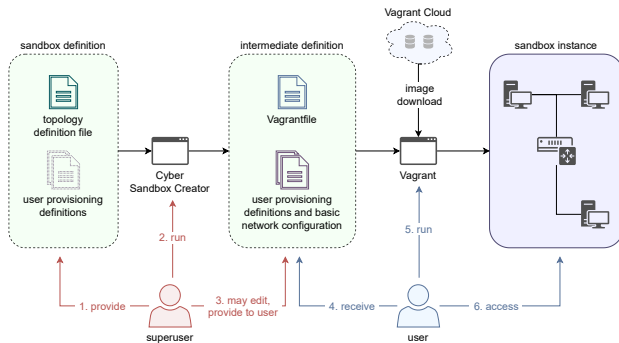 Vagrant Cloud
sandbox definition
intermediate definition
sandbox instance
topology
definition file
user provisioning
definitions
Cyber
Sandbox Creator
Vagrantfile
user provisioning
definitions and basic
network configuration
image
download
Vagrant
2. run
5. run
1. provide
3. may edit,
provide to user
4. receive
6. access
superuser
user